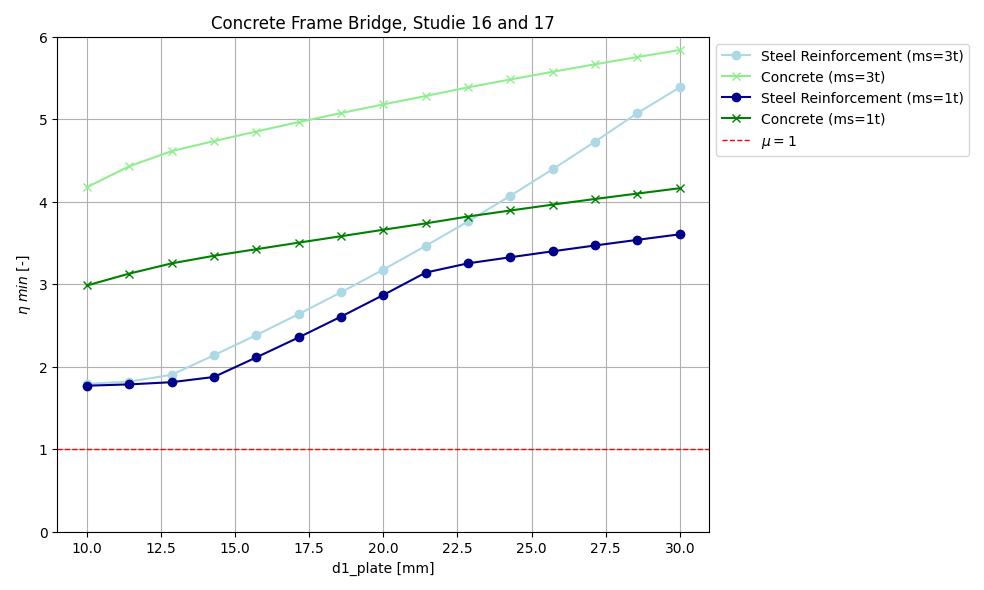 Concrete Frame Bridge, Studie 16 and 17
6
5
4
3
2
1
0
η min [-]
10.0 12.5 15.0 17.5 20.0 22.5 25.0 27.5 30.0
d1_plate [mm]
Steel Reinforcement (ms=3t)
Concrete (ms=3t)
Steel Reinforcement (ms=1t)
Concrete (ms=1t)
μ = 1